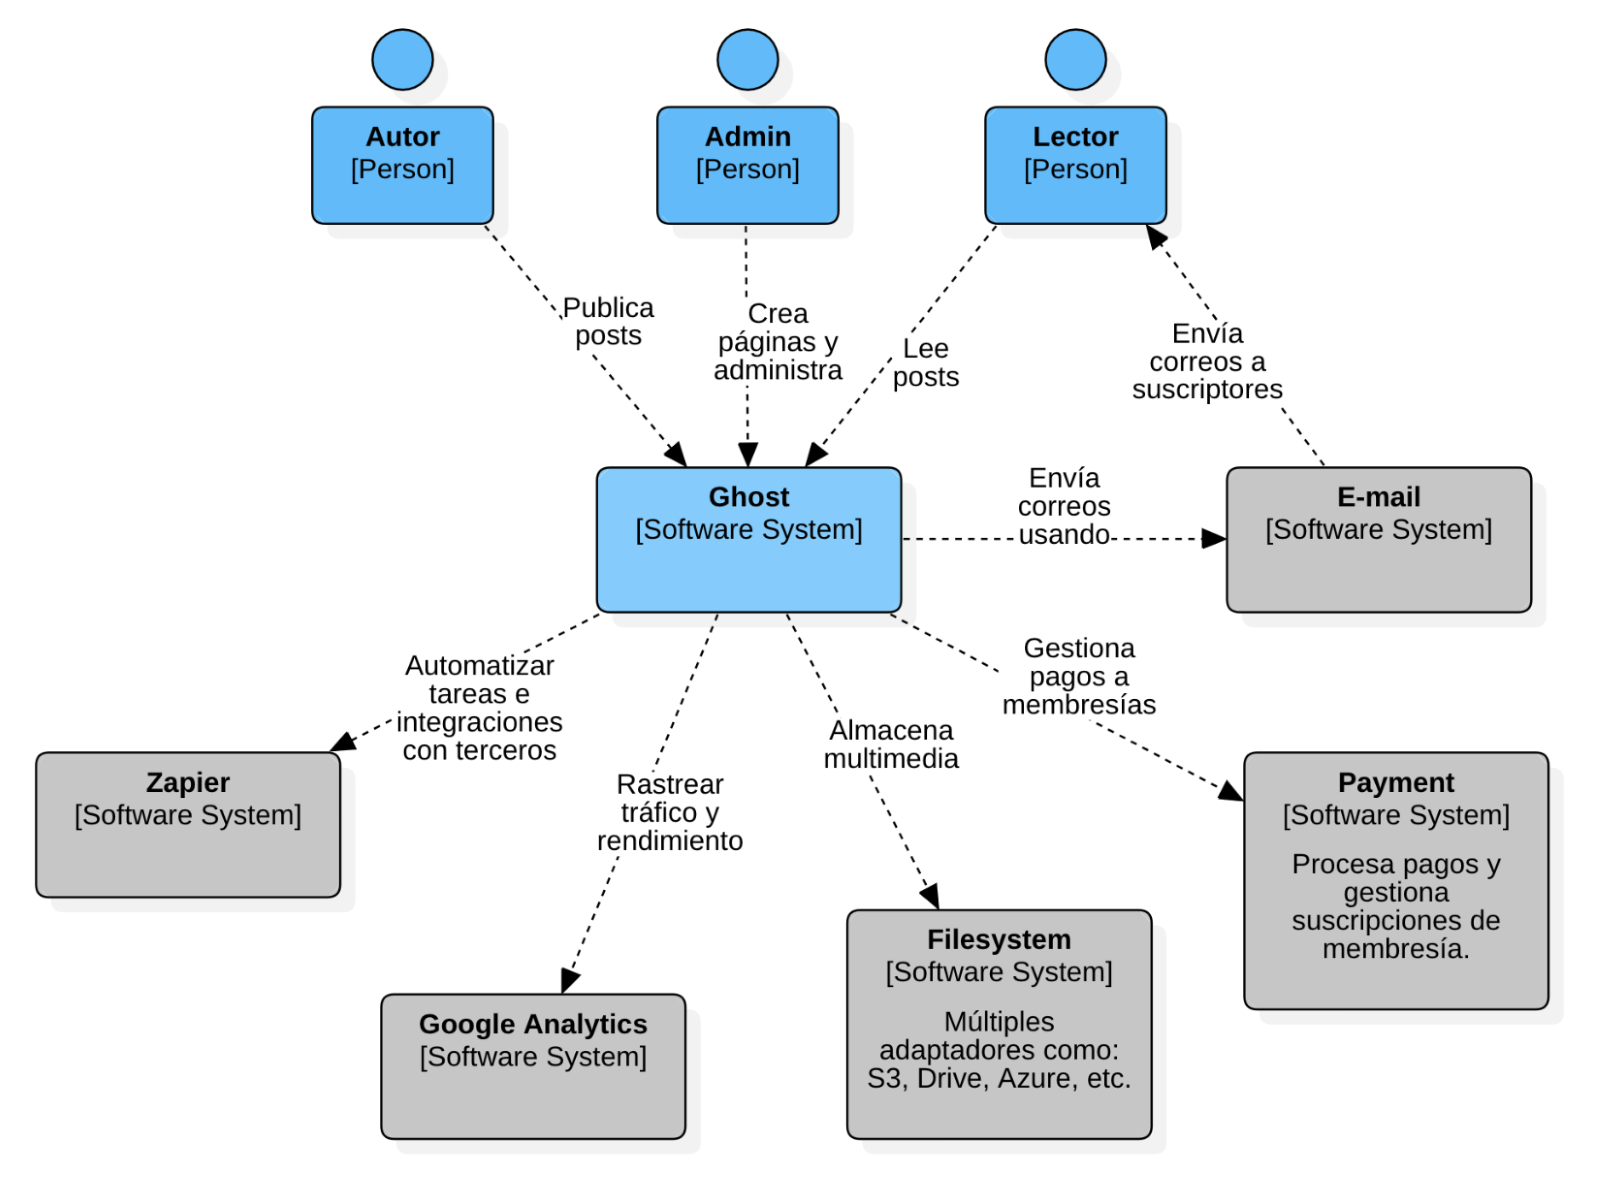 Autor
[Person]
Admin
[Person]
Lector
[Person]
Publica
posts
Crea
páginas y
administra
Lee
posts
Envía
correos a
suscriptores
Ghost
[Software System]
Envía
correos
usando
E-mail
[Software System]
Automatizar
tareas e
integraciones
con terceros
Rastrear
tráfico y
rendimiento
Almacena
multimedia
Gestiona
pagos a
membresías
Zapier
[Software System]
Payment
[Software System]
Procesa pagos y
gestiona
suscripciones de
membresía.
Google Analytics
[Software System]
Filesystem
[Software System]
Múltiples
adaptadores como:
S3, Drive, Azure, etc.